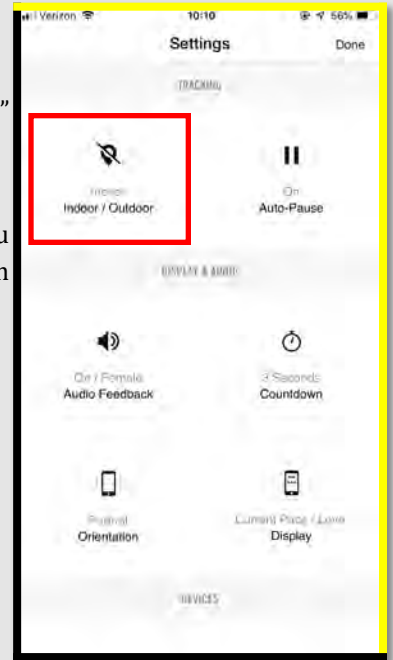 Verizon 10:10 56%
Settings Done
TRACKING
”
Indoor
Indoor / Outdoor
On
Auto-Pause
u
n
DISPLAY & AUDIO
On / Female
Audio Feedback
3 Seconds
Countdown
Portrait
Orientation
Current Pace / Long
Display
DEVICES